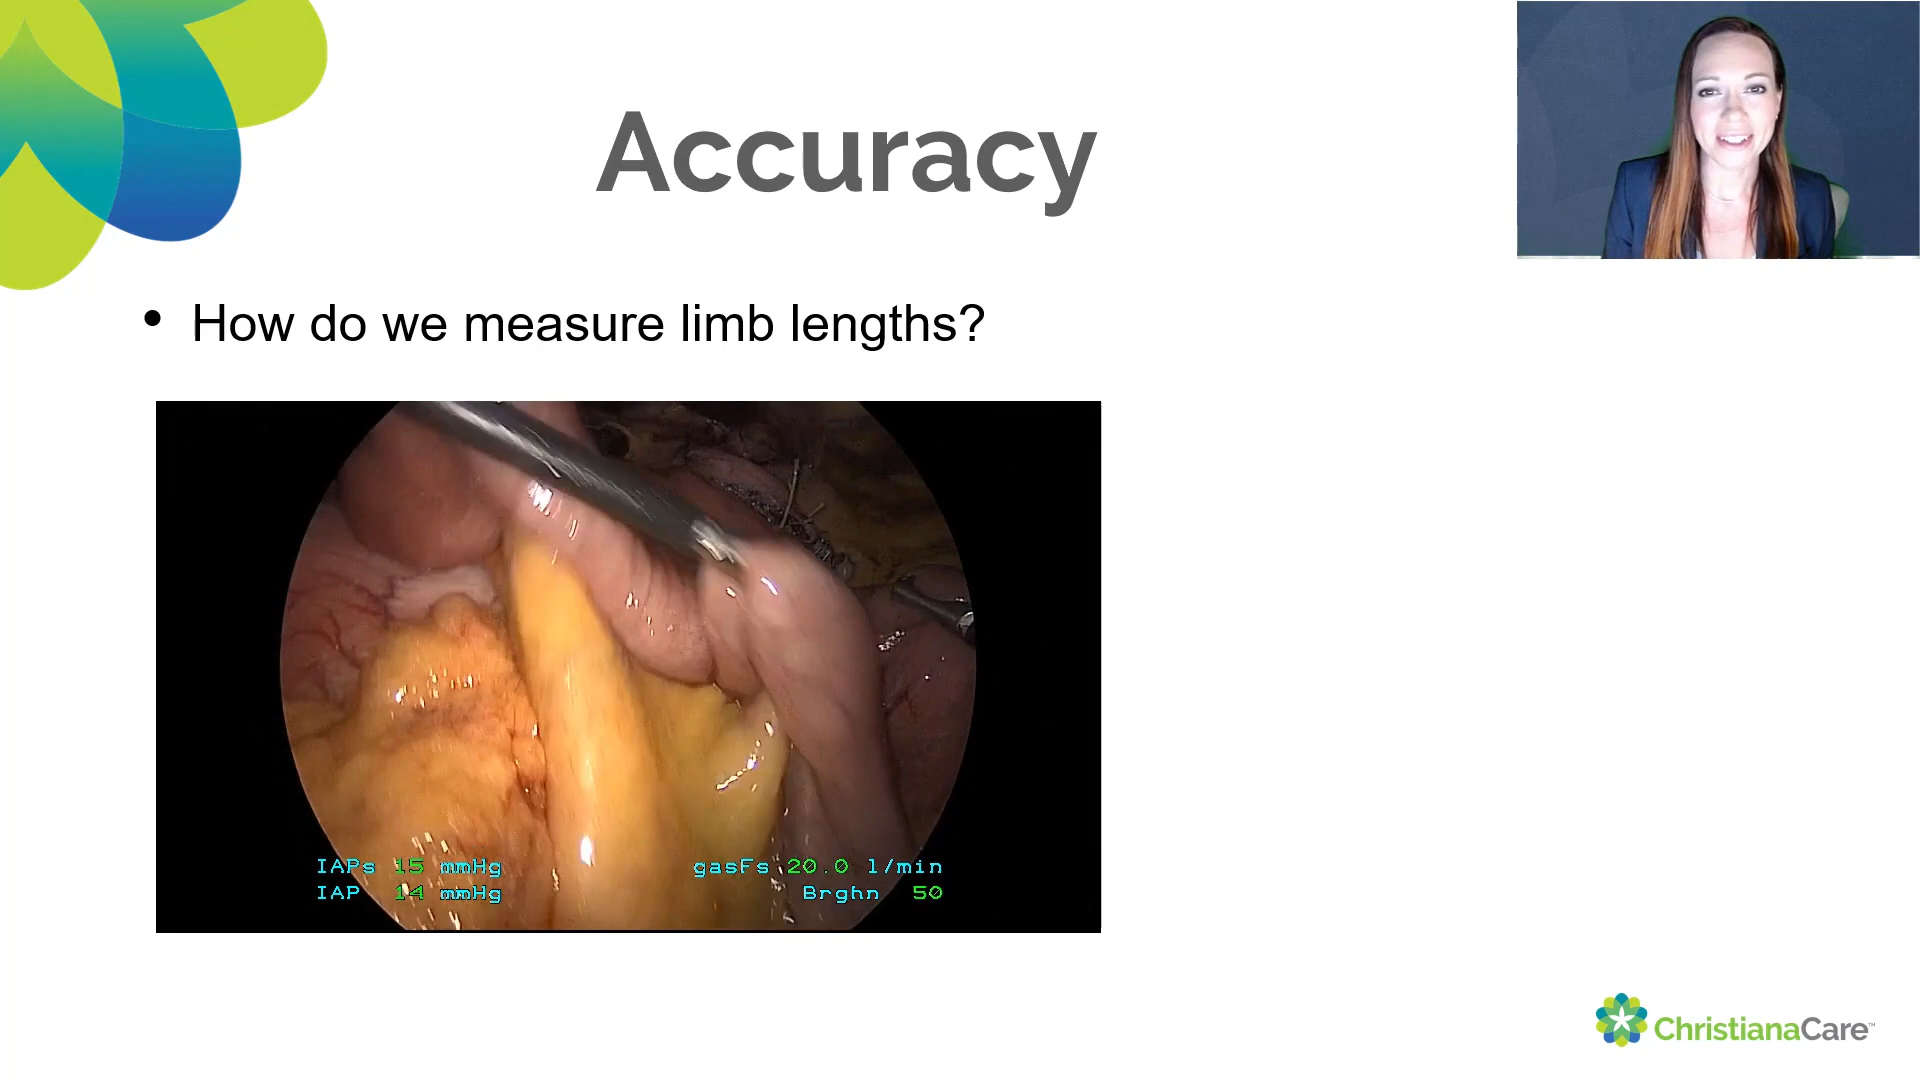 Accuracy
• How do we measure limb lengths?
IAPs 15 mmHg gasFs 20.0 l/min
IAP 14 mmHg Brghn 50
ChristianaCare™